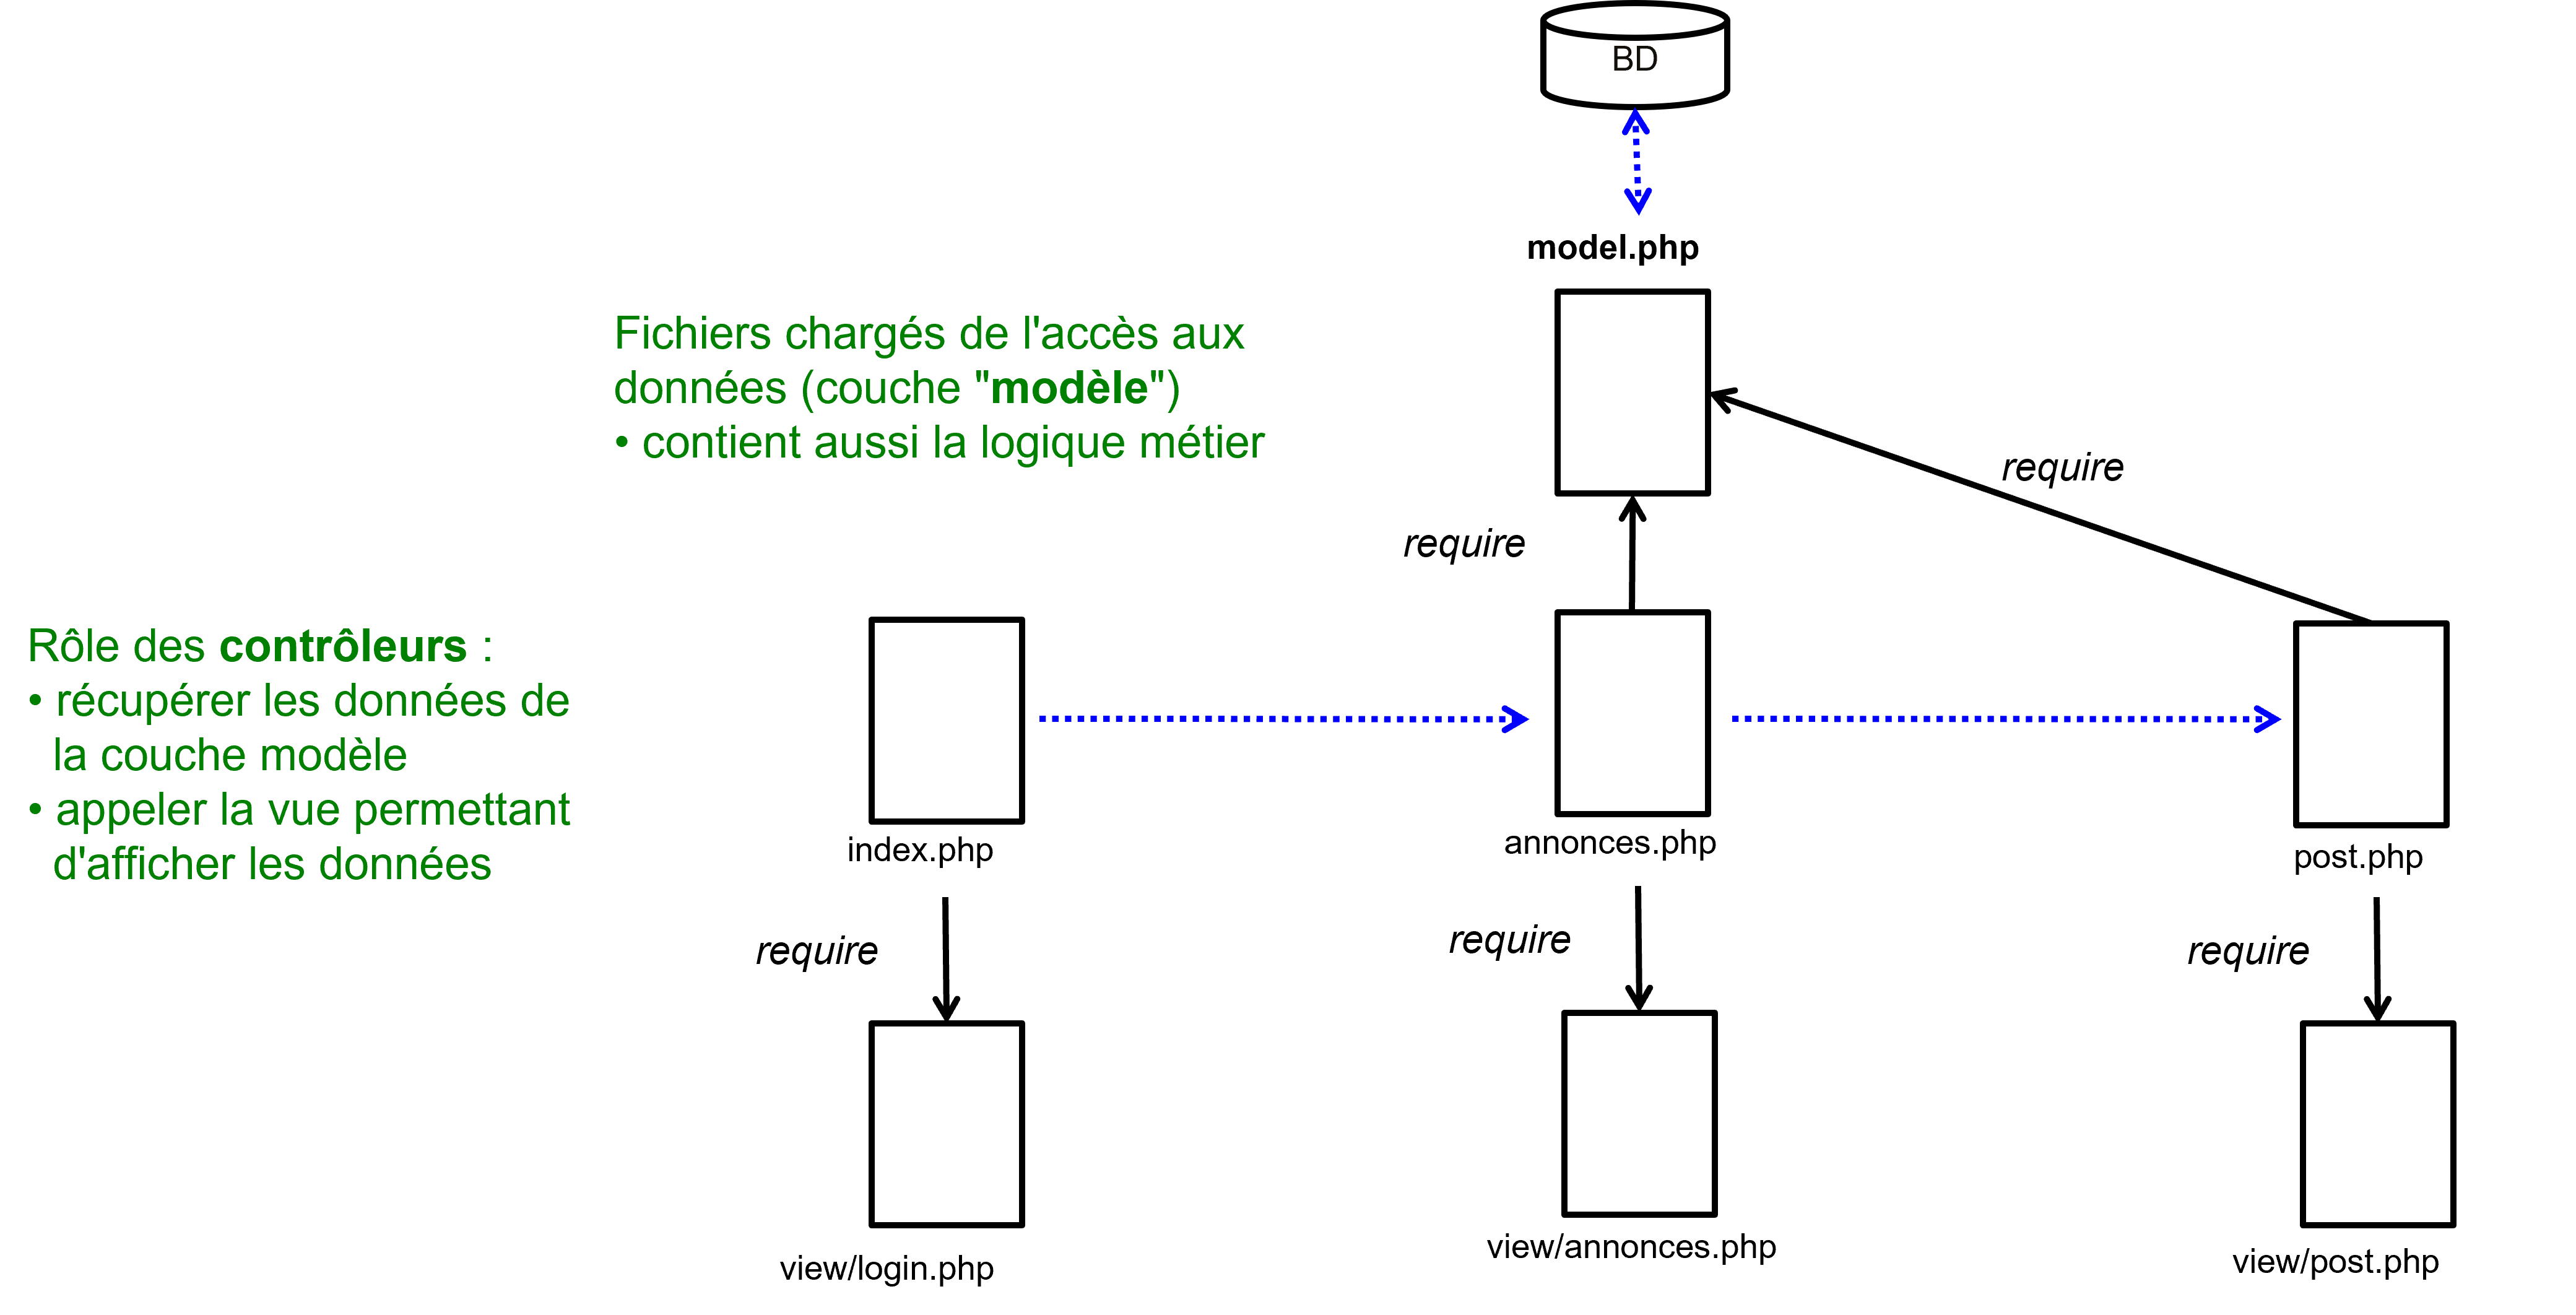 BD
model.php
Fichiers chargés de l'accès aux
données (couche "modèle")
• contient aussi la logique métier
require
require
Rôle des contrôleurs :
• récupérer les données de
la couche modèle
• appeler la vue permettant
d'afficher les données
index.php
annonces.php
post.php
require
require
require
view/login.php
view/annonces.php
view/post.php